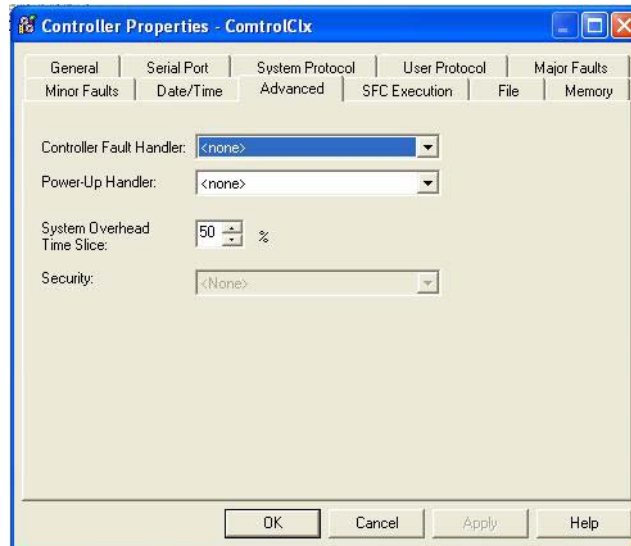 Controller Properties - ComtrolClx
General Serial Port System Protocol User Protocol Major Faults
Minor Faults Date/Time Advanced SFC Execution File Memory
Controller Fault Handler: <none>
Power-Up Handler: <none>
System Overhead
Time Slice: 50 %
Security: <None>
OK Cancel Apply Help